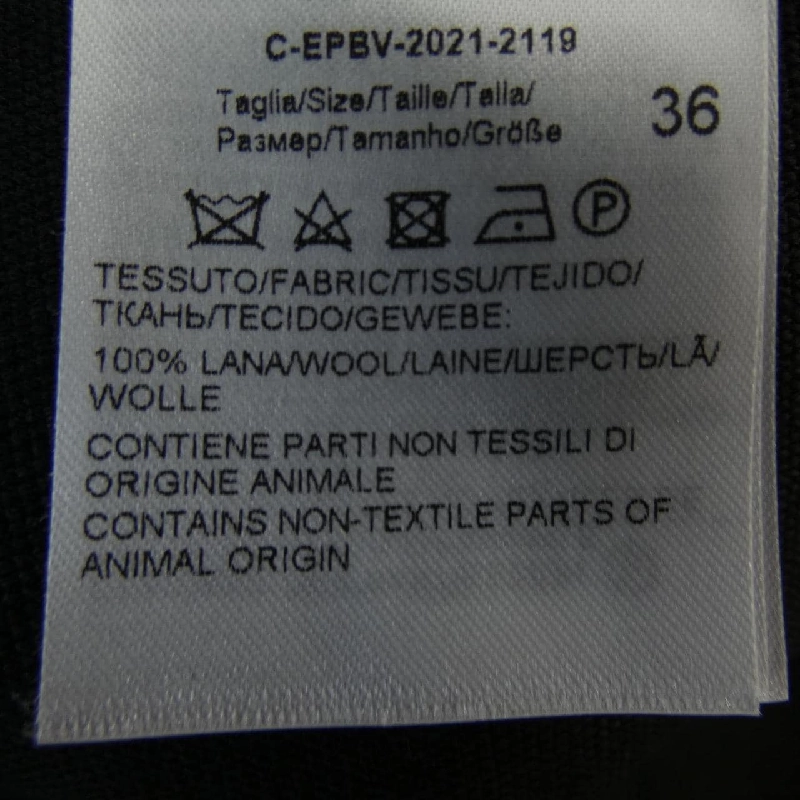 C-EPBV-2021-2119
Taglia/Size/Taille/Talla/
Размер/Tamanho/Größe
36
P
TESSUTO/FABRIC/TISSU/TEJIDO/
ТКАНЬ/TECIDO/GEWEBE:
100% LANA/WOOL/LAINE/ШЕРСТЬ/LÃ/
WOLLE
CONTIENE PARTI NON TESSILI DI
ORIGINE ANIMALE
CONTAINS NON-TEXTILE PARTS OF
ANIMAL ORIGIN